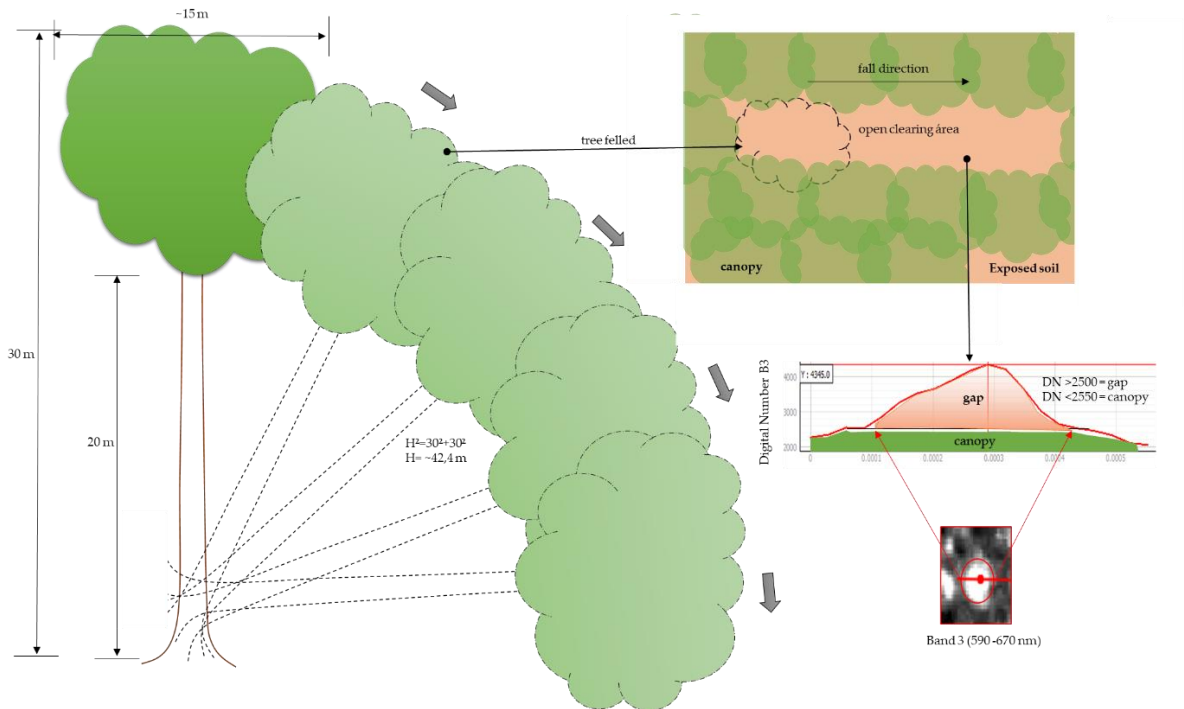 ~15m
30 m
20 m
H²=30²+30²
H= ~42,4 m
tree felled
fall direction
open clearing área
canopy
Exposed soil
Digital Number B3
Y : 4345.0
4000
3000
2000
gap
canopy
DN >2500 = gap
DN <2550 = canopy
0
0.0001
0.0002
0.0003
0.0004
0.0005
Band 3 (590 -670 nm)